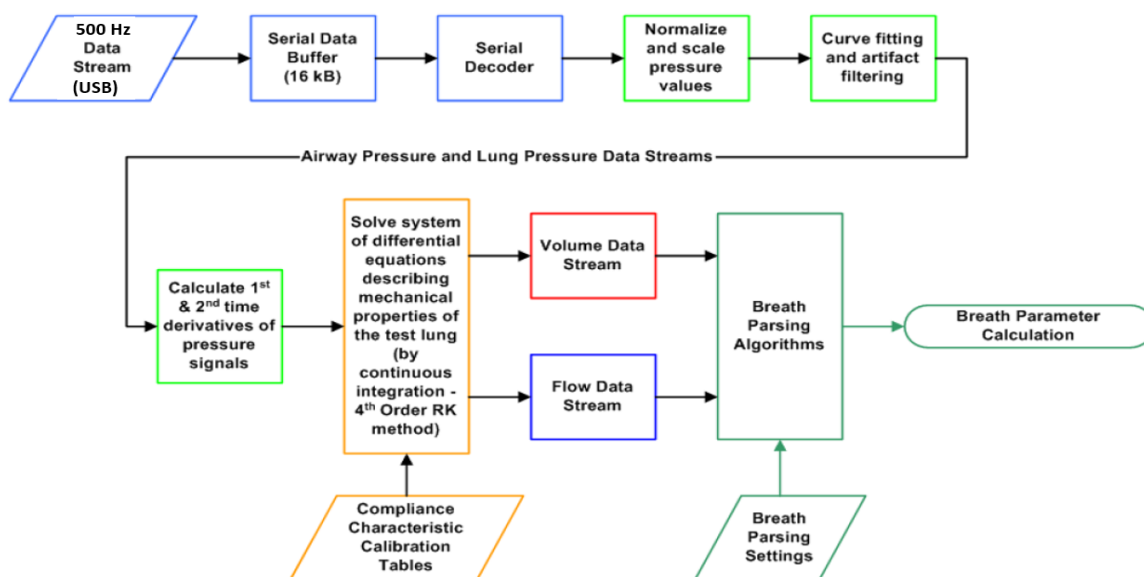 500 Hz
Data
Stream
(USB)
Serial Data
Buffer
(16 kB)
Serial
Decoder
Normalize
and scale
pressure
values
Curve fitting
and artifact
filtering
Airway Pressure and Lung Pressure Data Streams
Calculate 1st
& 2nd time
derivatives of
pressure
signals
Solve system
of differential
equations
describing
mechanical
properties of
the test lung
(by
continuous
integration -
4th Order RK
method)
Volume Data
Stream
Flow Data
Stream
Breath
Parsing
Algorithms
Breath Parameter
Calculation
Compliance
Characteristic
Calibration
Tables
Breath
Parsing
Settings